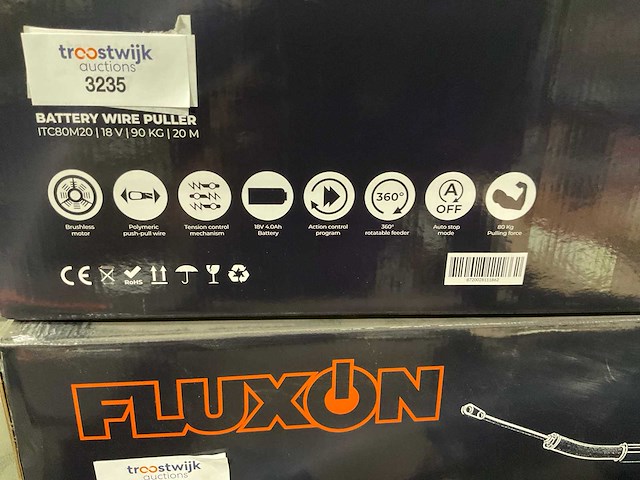 troostwijk
auctions
3235
BATTERY WIRE PULLER
ITC80M20 | 18 V | 90 KG | 20 M
360°
A
OFF
Brushless
motor
Polymeric
push-pull wire
Tension control
mechanism
18V 4.0Ah
Battery
Action control
program
360°
rotatable feeder
Auto stop
mode
80 Kg
Pulling force
CE
RoHS
FLUXON
troostwijk
auctions